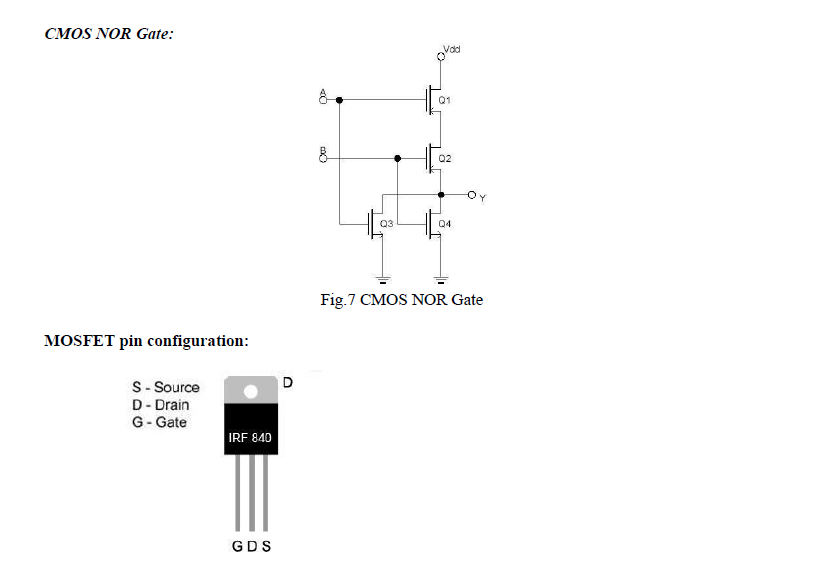 CMOS NOR Gate:
Vdd
A
Q1
B
Q2
Y
Q3
Q4
Fig.7 CMOS NOR Gate
MOSFET pin configuration:
S - Source
D - Drain
G - Gate
D
IRF 840
G D S